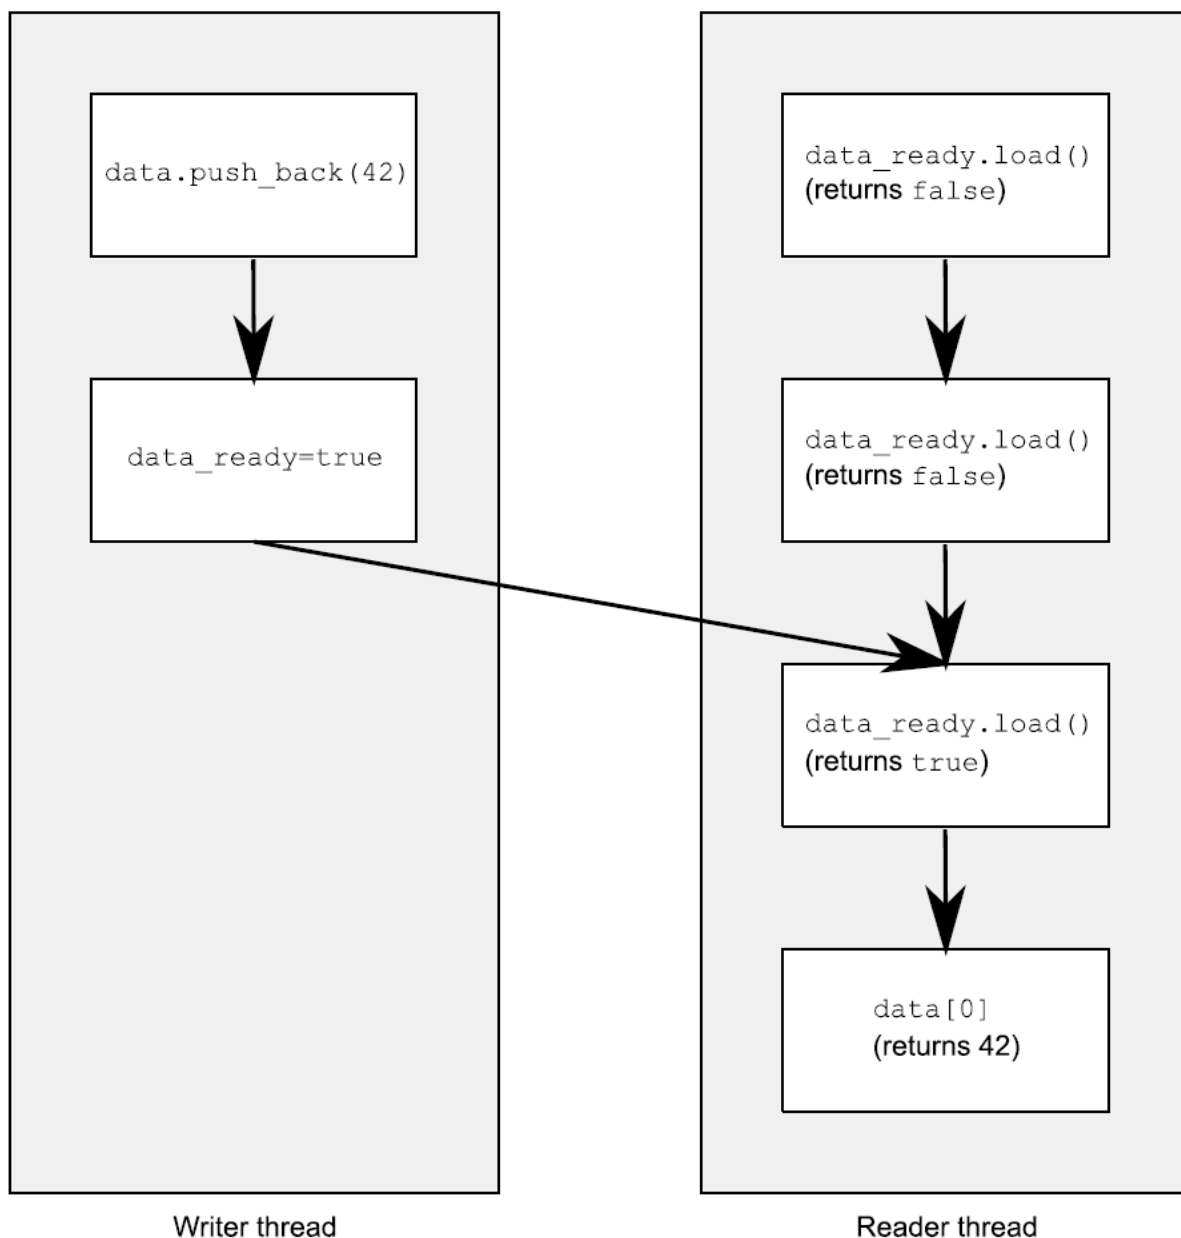 data.push_back(42)
data_ready=true
Writer thread
data_ready.load()
(returns false)
data_ready.load()
(returns false)
data_ready.load()
(returns true)
data[0]
(returns 42)
Reader thread